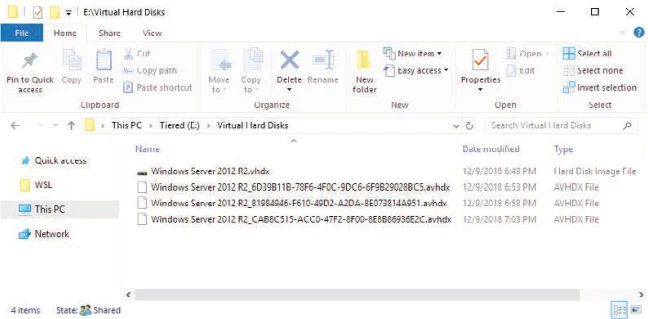 E:\Virtual Hard Disks
File Home Share View
Pin to Quick access
Copy
Paste
Cut
Copy path
Paste shortcut
Move to
Copy to
Delete
Rename
New folder
New item
Easy access
Properties
Open
Edit
Select all
Select none
Invert selection
Clipboard Organize New Open Select
This PC > Tiered (E:) > Virtual Hard Disks
Search Virtual Hard Disks
Name Date modified Type
Quick access
WSL
This PC
Network
Windows Server 2012 R2.vhdx 12/9/2018 6:49 PM Hard Disk Image File
Windows Server 2012 R2_6D39B11B-78F6-4F0C-9DC6-6F9B29028BC5.avhdx 12/9/2018 6:53 PM AVHDX File
Windows Server 2012 R2_81984946-F610-49D2-A2DA-8E073814A951.avhdx 12/9/2018 6:58 PM AVHDX File
Windows Server 2012 R2_CAB8C515-ACC0-47F2-8F00-8E8B86936E2C.avhdx 12/9/2018 7:03 PM AVHDX File
4 items State: Shared